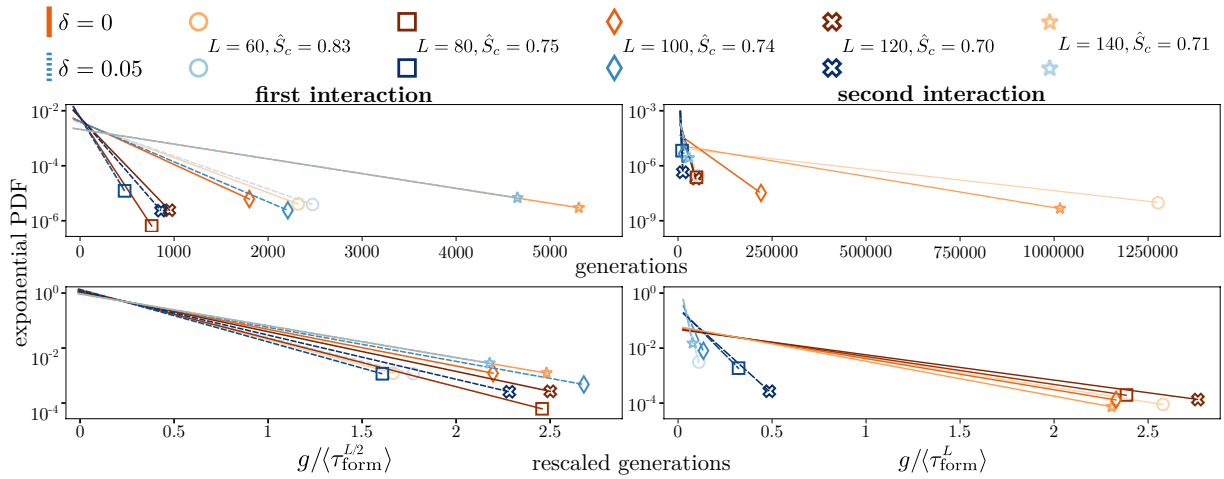 δ = 0
δ = 0.05
L = 60, Ŝ_c = 0.83
L = 80, Ŝ_c = 0.75
L = 100, Ŝ_c = 0.74
L = 120, Ŝ_c = 0.70
L = 140, Ŝ_c = 0.71
first interaction
second interaction
exponential PDF
10^{-2}
10^{-4}
10^{-6}
0 1000 2000 3000 4000 5000
10^{-3}
10^{-6}
10^{-9}
0 250000 500000 750000 1000000 1250000
generations
10^{0}
10^{-2}
10^{-4}
0 0.5 1 1.5 2 2.5
g/⟨τ_{form}^{L/2}⟩
10^{0}
10^{-2}
10^{-4}
0 0.5 1 1.5 2 2.5
g/⟨τ_{form}^{L}⟩
rescaled generations